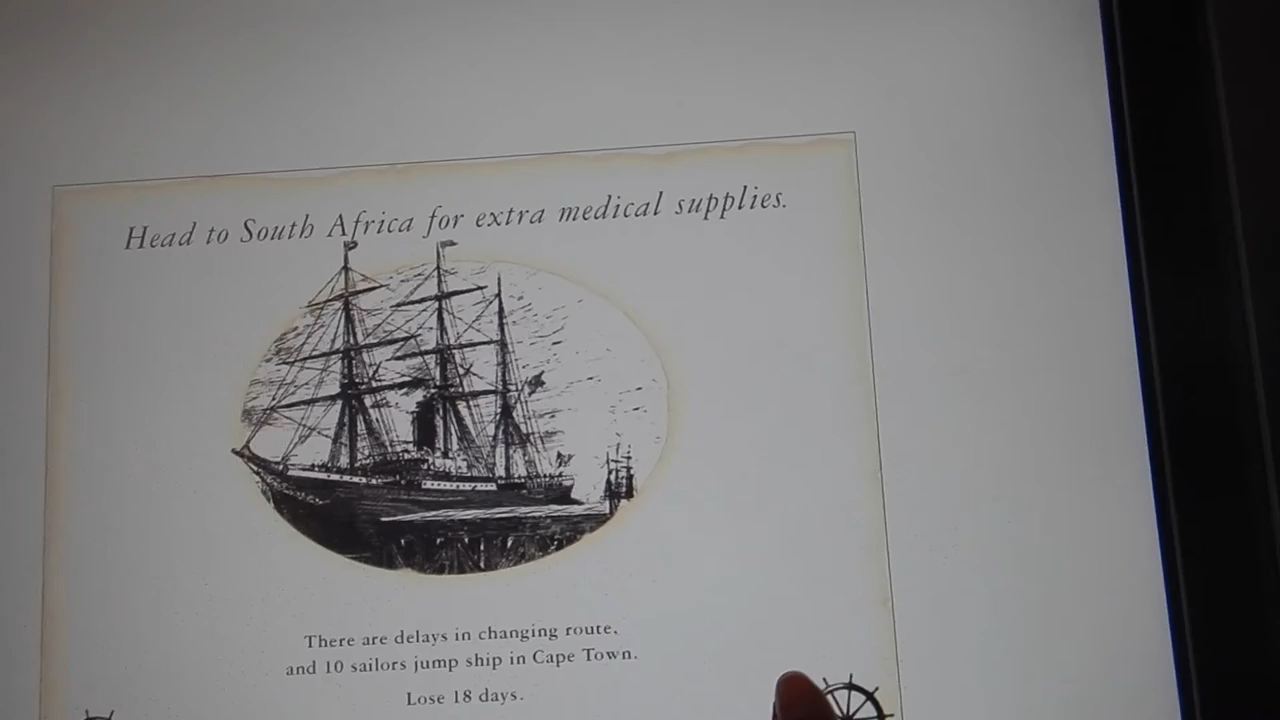 Head to South Africa for extra medical supplies.
There are delays in changing route,
and 10 sailors jump ship in Cape Town.
Lose 18 days.